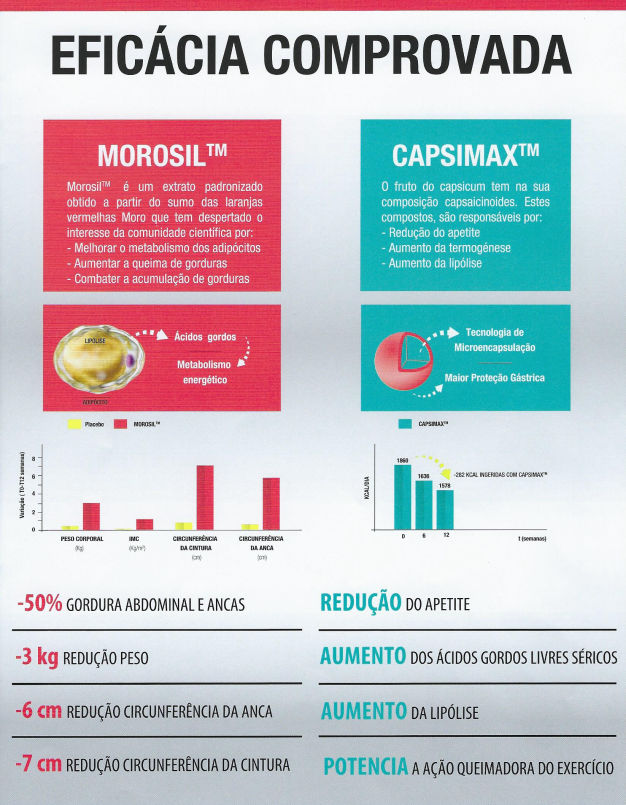 EFICÁCIA COMPROVADA
MOROSIL™
Morosil™ é um extrato padronizado
obtido a partir do sumo das laranjas
vermelhas Moro que tem despertado o
interesse da comunidade científica por:
- Melhorar o metabolismo dos adipócitos
- Aumentar a queima de gorduras
- Combater a acumulação de gorduras
LIPÓLISE
Ácidos gordos
Metabolismo
energético
ADIPÓCITO
Placebo
MOROSIL™
Variação (T0-T12 semanas)
8
6
4
2
0
PESO CORPORAL
(Kg)
IMC
(Kg/m²)
CIRCUNFERÊNCIA
DA CINTURA
(cm)
CIRCUNFERÊNCIA
DA ANCA
(cm)
-50% GORDURA ABDOMINAL E ANCAS
-3 kg REDUÇÃO PESO
-6 cm REDUÇÃO CIRCUNFERÊNCIA DA ANCA
-7 cm REDUÇÃO CIRCUNFERÊNCIA DA CINTURA
CAPSIMAX™
O fruto do capsicum tem na sua
composição capsaicinoides. Estes
compostos, são responsáveis por:
- Redução do apetite
- Aumento da termogénese
- Aumento da lipólise
Tecnologia de
Microencapsulação
Maior Proteção Gástrica
CAPSIMAX™
KCAL/DIA
1860
1636
1578
-282 KCAL INGERIDAS COM CAPSIMAX™
0
6
12
t (semanas)
REDUÇÃO DO APETITE
AUMENTO DOS ÁCIDOS GORDOS LIVRES SÉRICOS
AUMENTO DA LIPÓLISE
POTENCIA A AÇÃO QUEIMADORA DO EXERCÍCIO